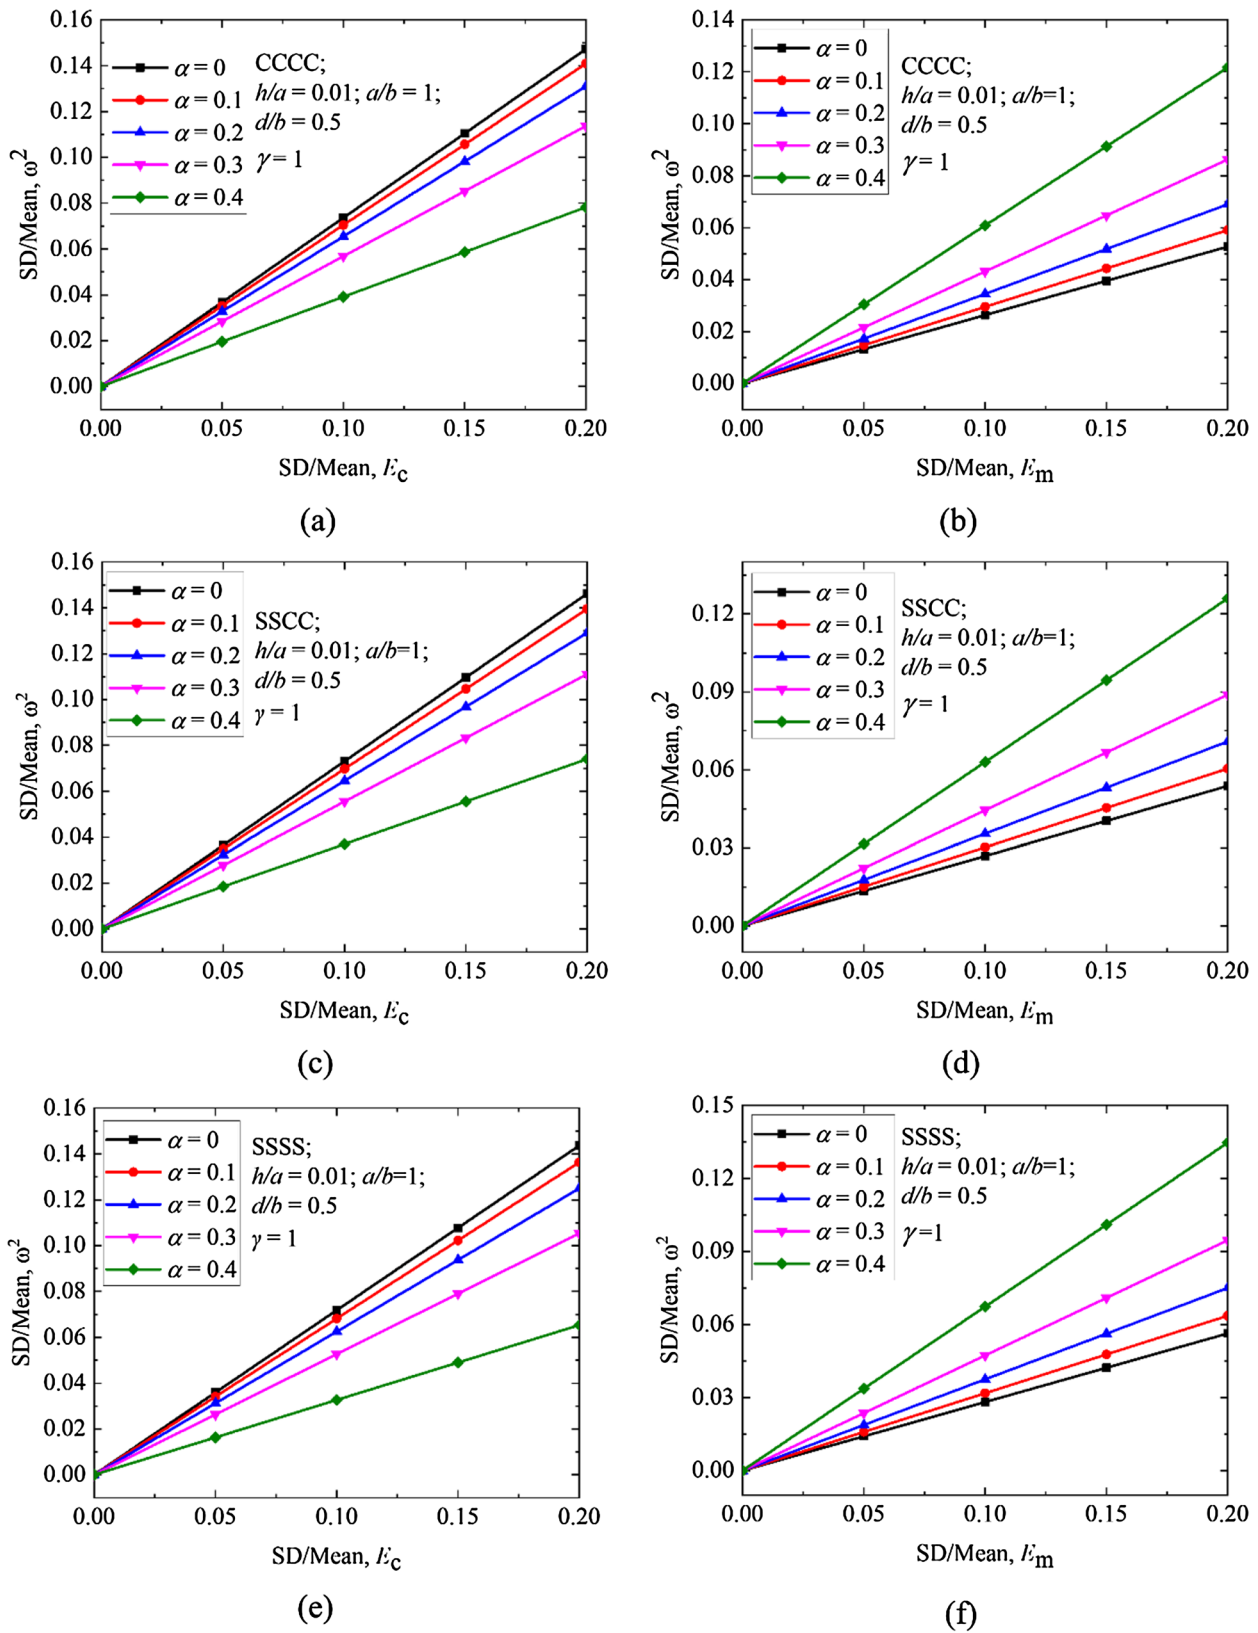 0.16
0.14
0.12
0.10
0.08
0.06
0.04
0.02
0.00
SD/Mean, ω²
α = 0
α = 0.1
α = 0.2
α = 0.3
α = 0.4
CCCC;
h/a = 0.01; a/b = 1;
d/b = 0.5
γ = 1
0.00 0.05 0.10 0.15 0.20
SD/Mean, Ec
(a)
0.14
0.12
0.10
0.08
0.06
0.04
0.02
0.00
SD/Mean, ω²
α = 0
α = 0.1
α = 0.2
α = 0.3
α = 0.4
CCCC;
h/a = 0.01; a/b=1;
d/b = 0.5
γ = 1
0.00 0.05 0.10 0.15 0.20
SD/Mean, Em
(b)
0.16
0.14
0.12
0.10
0.08
0.06
0.04
0.02
0.00
SD/Mean, ω²
α = 0
α = 0.1
α = 0.2
α = 0.3
α = 0.4
SSCC;
h/a = 0.01; a/b=1;
d/b = 0.5
γ = 1
0.00 0.05 0.10 0.15 0.20
SD/Mean, Ec
(c)
0.12
0.09
0.06
0.03
0.00
SD/Mean, ω²
α = 0
α = 0.1
α = 0.2
α = 0.3
α = 0.4
SSCC;
h/a = 0.01; a/b=1;
d/b = 0.5
γ = 1
0.00 0.05 0.10 0.15 0.20
SD/Mean, Em
(d)
0.16
0.14
0.12
0.10
0.08
0.06
0.04
0.02
0.00
SD/Mean, ω²
α = 0
α = 0.1
α = 0.2
α = 0.3
α = 0.4
SSSS;
h/a = 0.01; a/b=1;
d/b = 0.5
γ = 1
0.00 0.05 0.10 0.15 0.20
SD/Mean, Ec
(e)
0.15
0.12
0.09
0.06
0.03
0.00
SD/Mean, ω²
α = 0
α = 0.1
α = 0.2
α = 0.3
α = 0.4
SSSS;
h/a = 0.01; a/b=1;
d/b = 0.5
γ =1
0.00 0.05 0.10 0.15 0.20
SD/Mean, Em
(f)